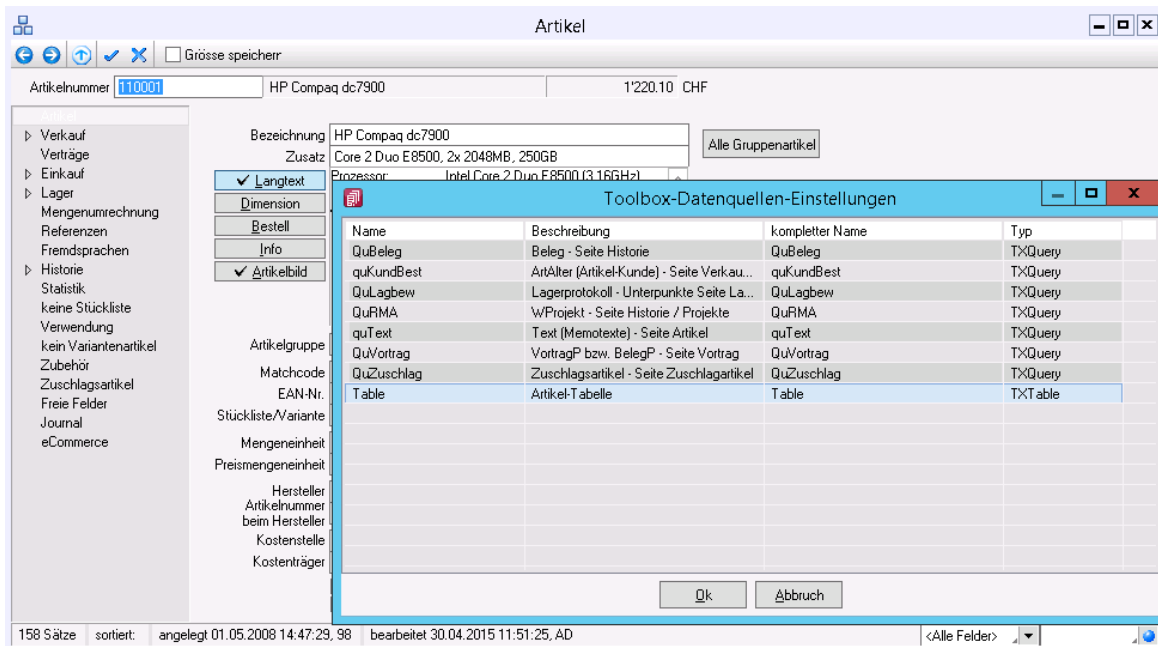 Artikel
Grösse speicherr
Artikelnummer 110001 HP Compaq dc7900 1'220.10 CHF
Artikel
Verkauf
Verträge
Einkauf
Lager
Mengenumrechnung
Referenzen
Fremdsprachen
Historie
Statistik
keine Stückliste
Verwendung
kein Variantenartikel
Zubehör
Zuschlagsartikel
Freie Felder
Journal
eCommerce
Bezeichnung HP Compaq dc7900
Alle Gruppenartikel
Zusatz Core 2 Duo E8500, 2x 2048MB, 250GB
Langtext
Prozessor: Intel Core 2 Duo E8500 (3.16GHz)
Dimension
Bestell
Info
Artikelbild
Artikelgruppe
Matchcode
EAN-Nr.
Stückliste/Variante
Mengeneinheit
Preismengeneinheit
Hersteller
Artikelnummer
beim Hersteller
Kostenstelle
Kostenträger
Toolbox-Datenquellen-Einstellungen
Name Beschreibung kompletter Name Typ
QuBeleg Beleg - Seite Historie QuBeleg TXQuery
quKundBest ArtAlter (Artikel-Kunde) - Seite Verkau... quKundBest TXQuery
QuLagbew Lagerprotokoll - Unterpunkte Seite La... QuLagbew TXQuery
QuRMA WProjekt - Seite Historie / Projekte QuRMA TXQuery
quText Text (Memotexte) - Seite Artikel quText TXQuery
QuVortrag VortragP bzw. BelegP - Seite Vortrag QuVortrag TXQuery
QuZuschlag Zuschlagsartikel - Seite Zuschlagartikel QuZuschlag TXQuery
Table Artikel-Tabelle Table TXTable
Ok Abbruch
158 Sätze sortiert: angelegt 01.05.2008 14:47:29, 98 bearbeitet 30.04.2015 11:51:25, AD <Alle Felder>